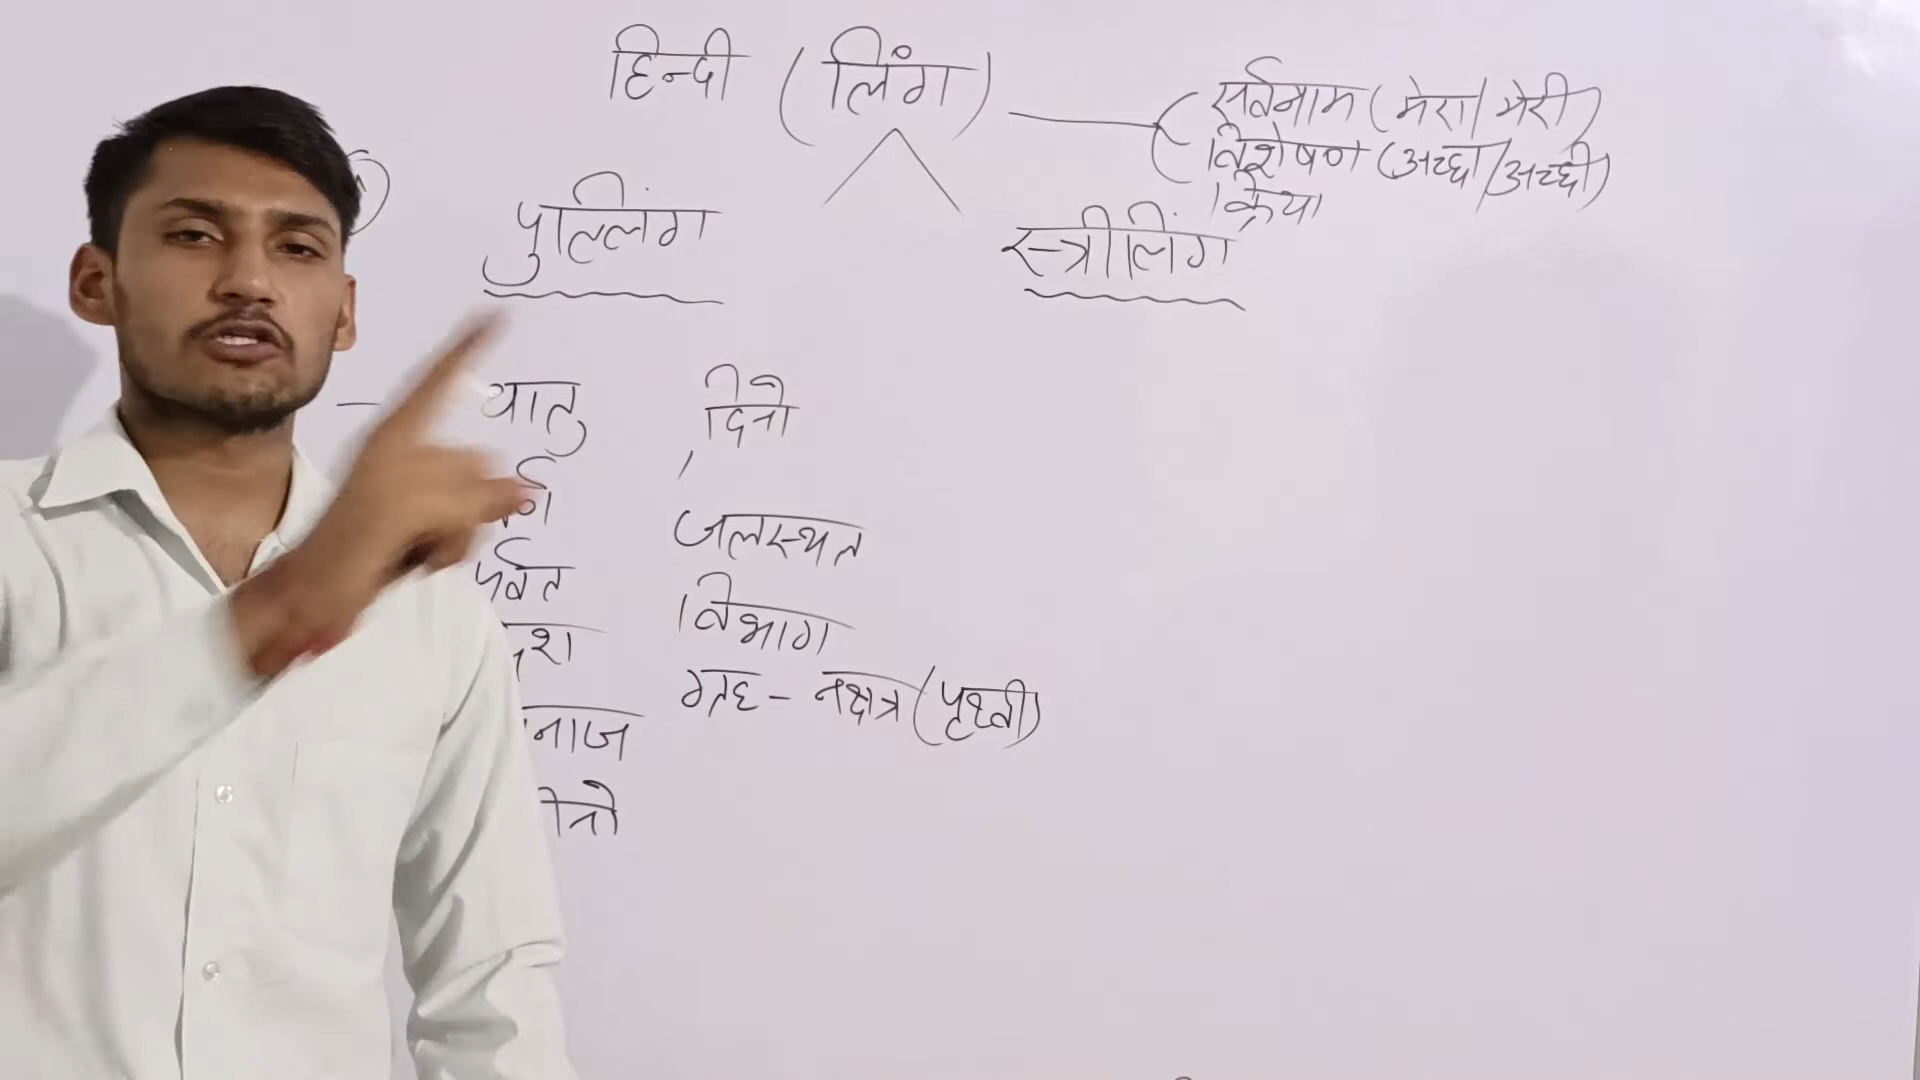 हिन्दी (लिंग)
सर्वनाम (मेरा/मेरी)
विशेषण (अच्छा/अच्छी)
क्रिया
पुल्लिंग
स्त्रीलिंग
धातु
दिनो
पर्वत
जलस्थल
विभाग
ग्रह - नक्षत्र (पृथ्वी)